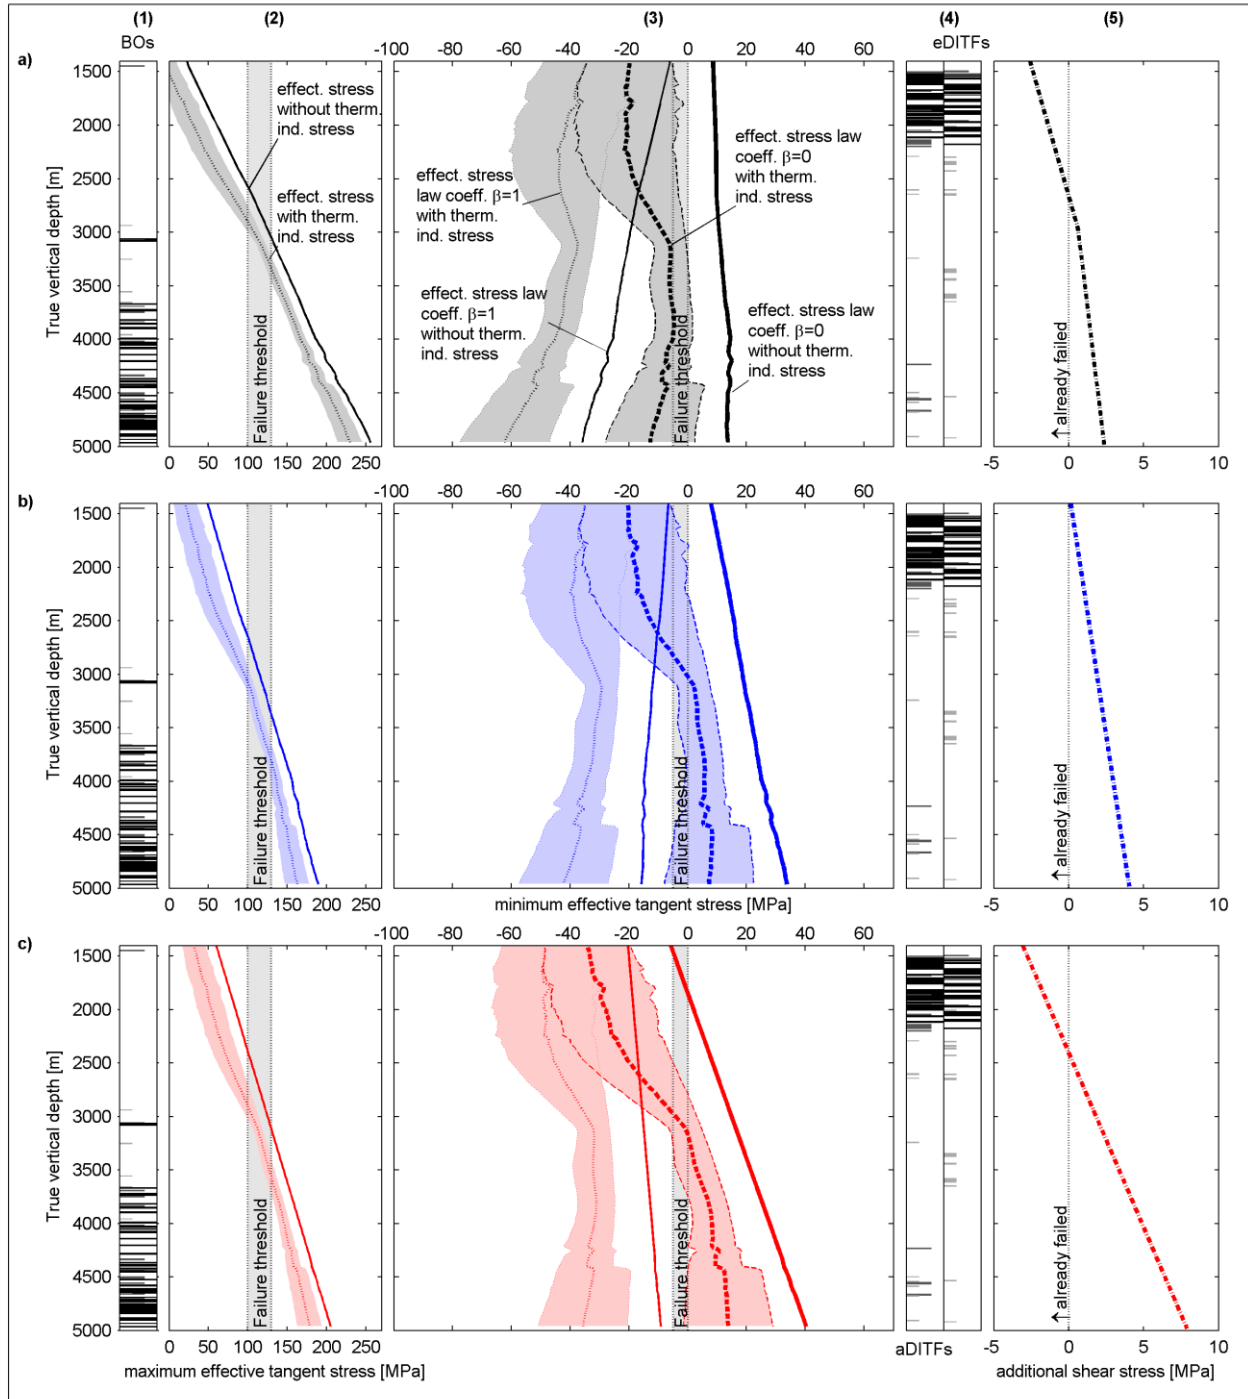 (1) (2) (3) (4) (5)
BOs
eDITFs
a)
-100 -80 -60 -40 -20 0 20 40 60
1500
2000
2500
3000
3500
4000
4500
5000
True vertical depth [m]
effect. stress
without therm.
ind. stress
effect. stress
with therm.
ind. stress
Failure threshold
0 50 100 150 200 250
effect. stress
law coeff. β=1
with therm.
ind. stress
effect. stress law
coeff. β=0
with therm.
ind. stress
effect. stress law
coeff. β=1
without therm.
ind. stress
effect. stress law
coeff. β=0
without therm.
ind. stress
Failure threshold
already failed
-5 0 5 10
b)
-100 -80 -60 -40 -20 0 20 40 60
1500
2000
2500
3000
3500
4000
4500
5000
True vertical depth [m]
Failure threshold
Failure threshold
already failed
0 50 100 150 200 250
minimum effective tangent stress [MPa]
-5 0 5 10
c)
-100 -80 -60 -40 -20 0 20 40 60
1500
2000
2500
3000
3500
4000
4500
5000
True vertical depth [m]
Failure threshold
Failure threshold
already failed
0 50 100 150 200 250
maximum effective tangent stress [MPa]
aDITFs
-5 0 5 10
additional shear stress [MPa]